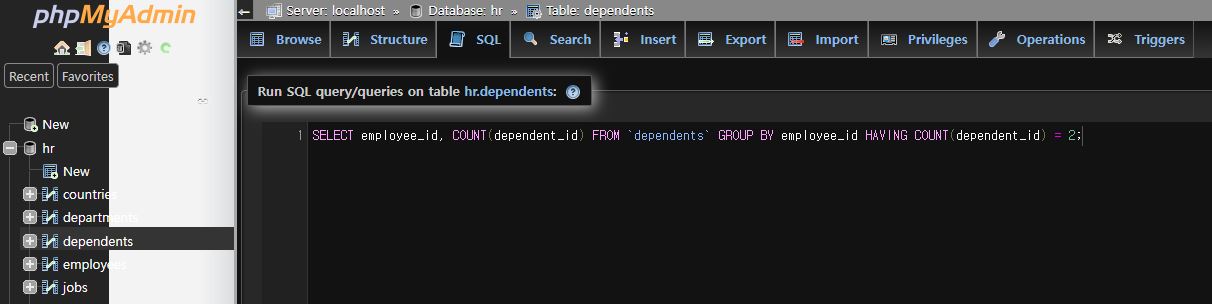 phpMyAdmin
Recent Favorites
New
hr
New
countries
departments
dependents
employees
jobs
Server: localhost » Database: hr » Table: dependents
Browse Structure SQL Search Insert Export Import Privileges Operations Triggers
Run SQL query/queries on table hr.dependents:
1 SELECT employee_id, COUNT(dependent_id) FROM `dependents` GROUP BY employee_id HAVING COUNT(dependent_id) = 2;